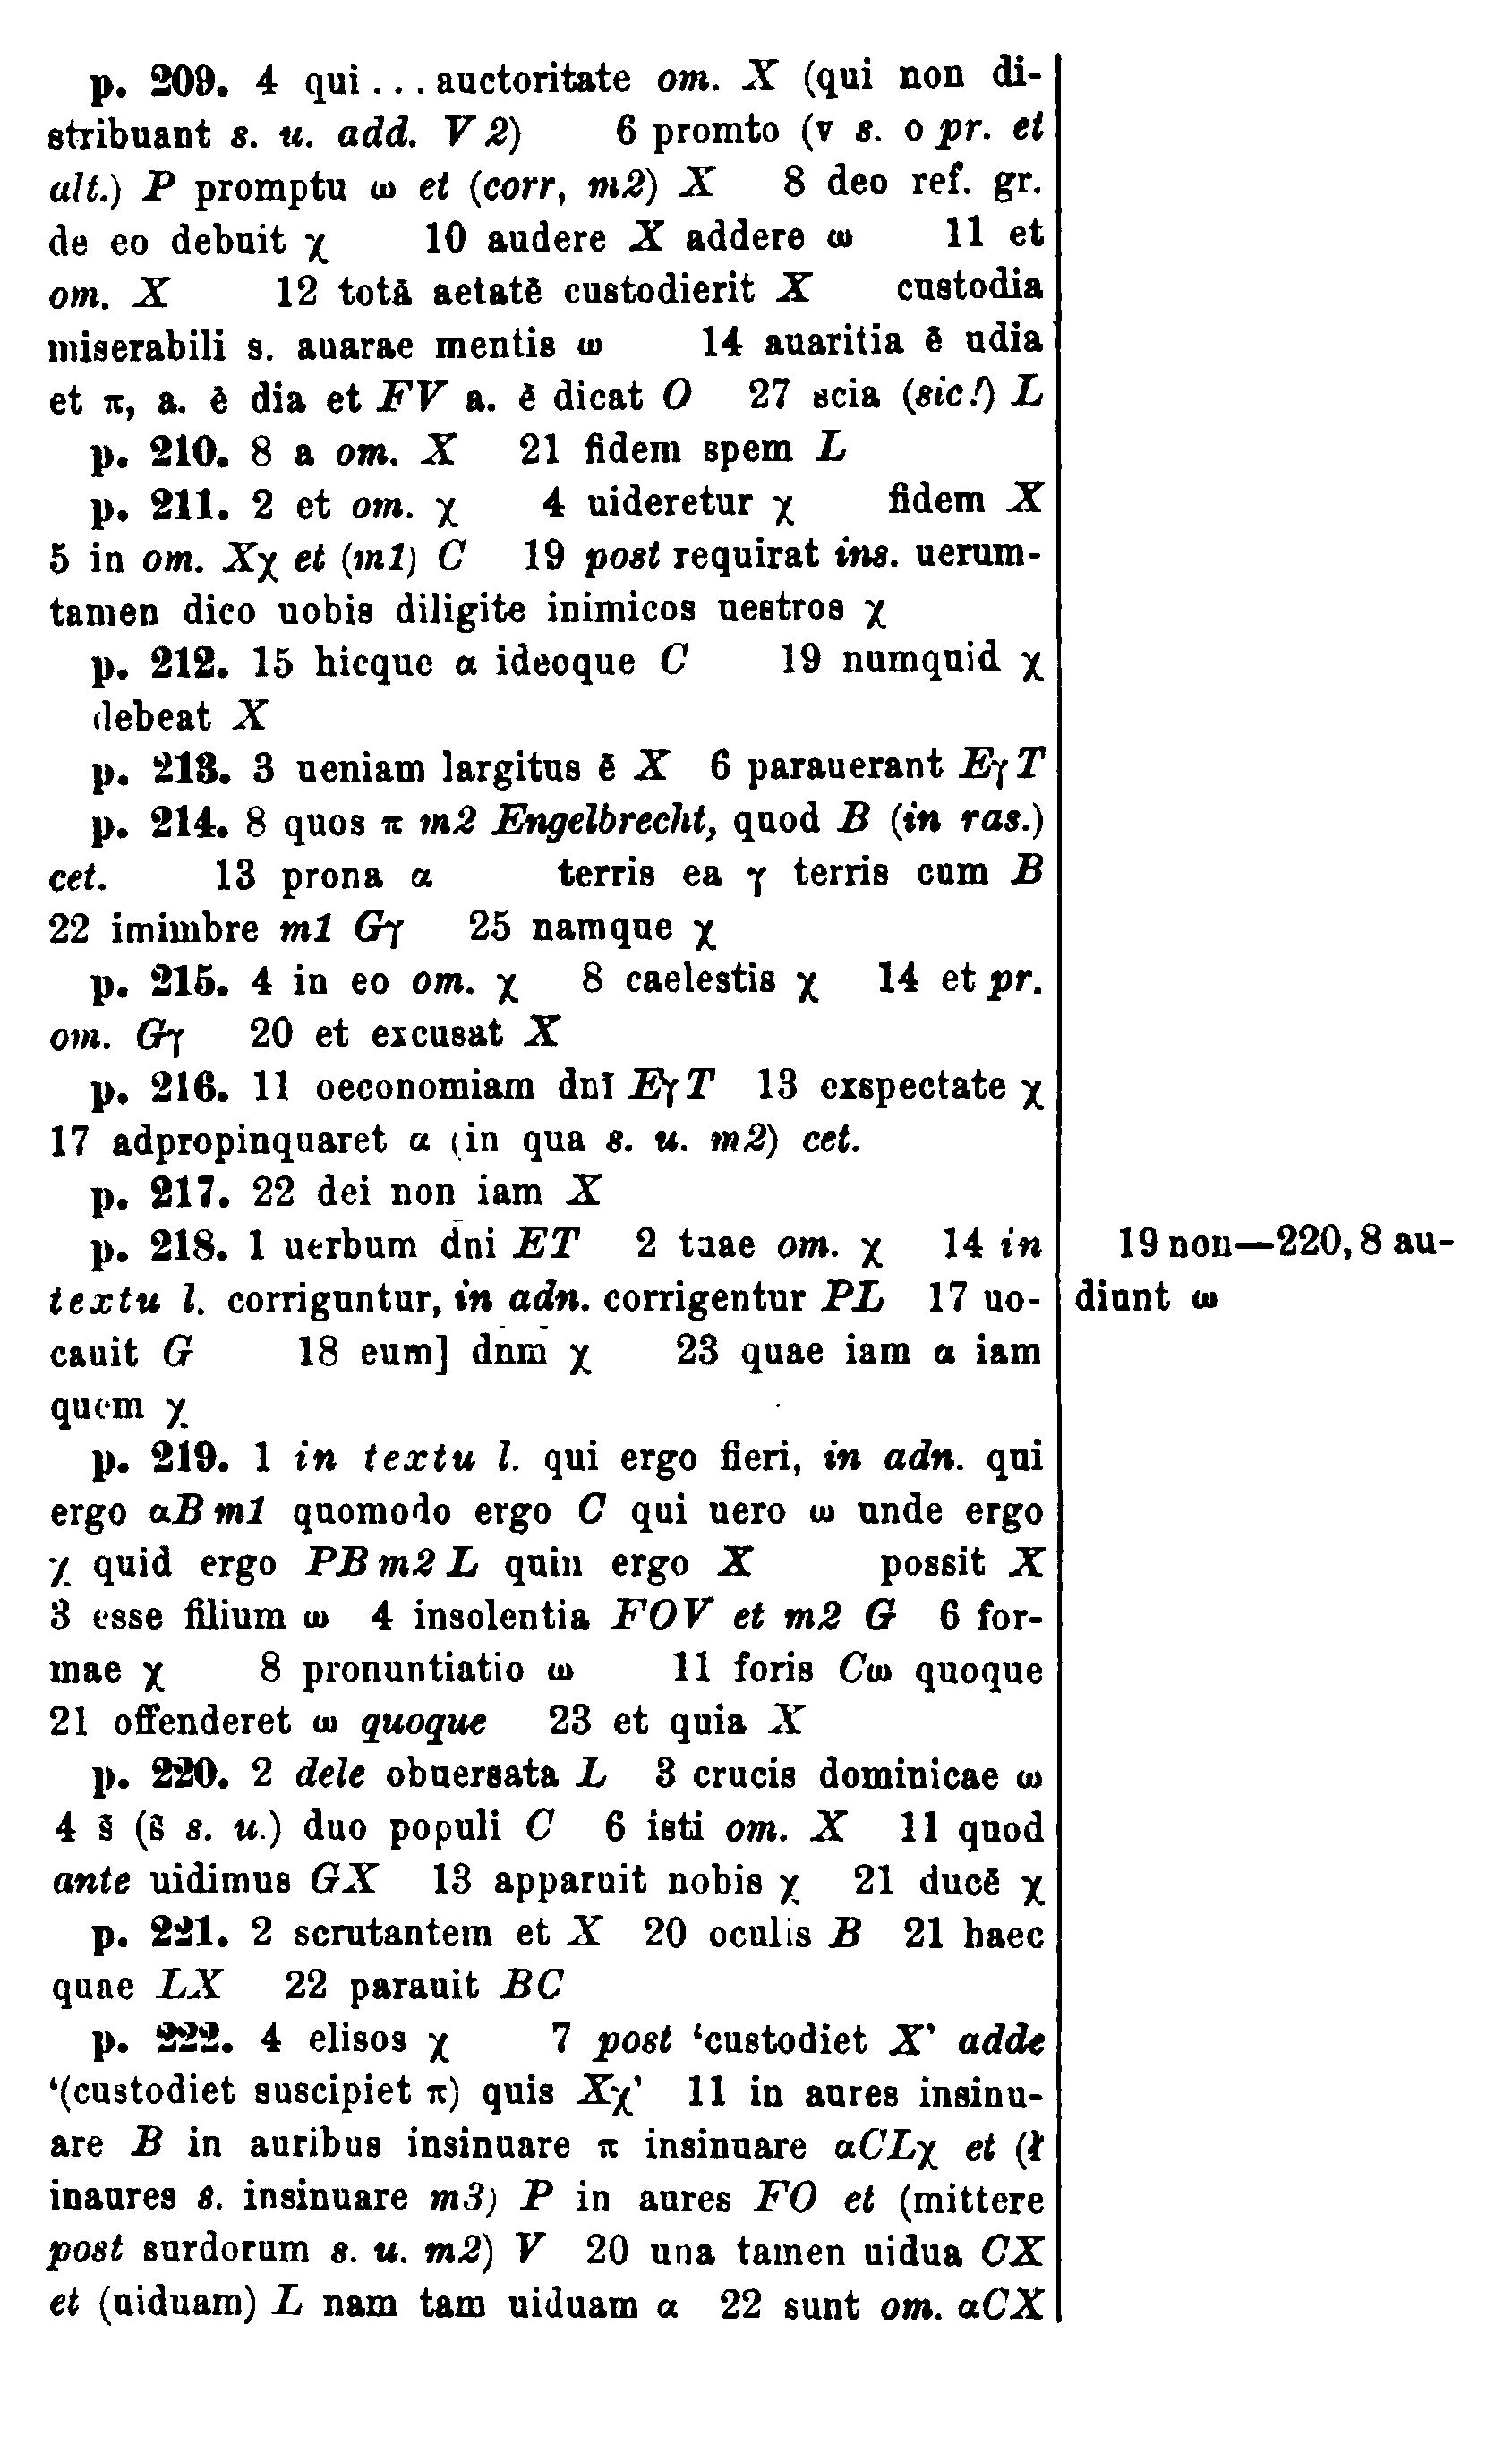 p. 209. 4 qui... auctoritate om. X (qui non di-
stribuant s. u. add. V 2) 6 promto (v s. o pr. et
alt.) P promptu ω et (corr, m2) X 8 deo ref. gr.
de eo debuit χ 10 audere X addere ω 11 et
om. X 12 totā aetatē custodierit X custodia
miserabili s. auarae mentis ω 14 auaritia ē udia
et π, a. ē dia et FV a. ē dicat O 27 scia (sic!) L
p. 210. 8 a om. X 21 fidem spem L
p. 211. 2 et om. χ 4 uideretur χ fidem X
5 in om. Xχ et (m1) C 19 post requirat ins. uerum-
tamen dico uobis diligite inimicos uestros χ
p. 212. 15 hicque α ideoque C 19 numquid χ
debeat X
p. 213. 3 ueniam largitus ē X 6 parauerant EγT
p. 214. 8 quos π m2 Engelbrecht, quod B (in ras.)
cet. 13 prona α terris ea γ terris cum B
22 imimbre m1 Gγ 25 namque χ
p. 215. 4 in eo om. χ 8 caelestis χ 14 et pr.
om. Gγ 20 et excusat X
p. 216. 11 oeconomiam dnī EγT 13 exspectate χ
17 adpropinquaret α (in qua s. u. m2) cet.
p. 217. 22 dei non iam X
p. 218. 1 uerbum dn̄i ET 2 tuae om. χ 14 in
textu l. corriguntur, in adn. corrigentur PL 17 uo-
cauit G 18 eum] dnm̄ χ 23 quae iam α iam
quem χ
p. 219. 1 in textu l. qui ergo fieri, in adn. qui
ergo αB m1 quomodo ergo C qui uero ω unde ergo
χ quid ergo PB m2 L quin ergo X possit X
3 esse filium ω 4 insolentia FOV et m2 G 6 for-
mae χ 8 pronuntiatio ω 11 foris Cω quoque
21 offenderet ω quoque 23 et quia X
p. 220. 2 dele obuersata L 3 crucis dominicae ω
4 s̄ (s̄ s. u.) duo populi C 6 isti om. X 11 quod
ante uidimus GX 13 apparuit nobis χ 21 ducē χ
p. 221. 2 scrutantem et X 20 oculis B 21 haec
quae LX 22 parauit BC
p. 222. 4 elisos χ 7 post ‘custodiet X’ adde
‘(custodiet suscipiet π) quis Xχ’ 11 in aures insinu-
are B in auribus insinuare π insinuare αCLχ et (ł
inaures s. insinuare m3) P in aures FO et (mittere
post surdorum s. u. m2) V 20 una tamen uidua CX
et (uiduam) L nam tam uiduam α 22 sunt om. αCX
19 non—220, 8 au-
diunt ω